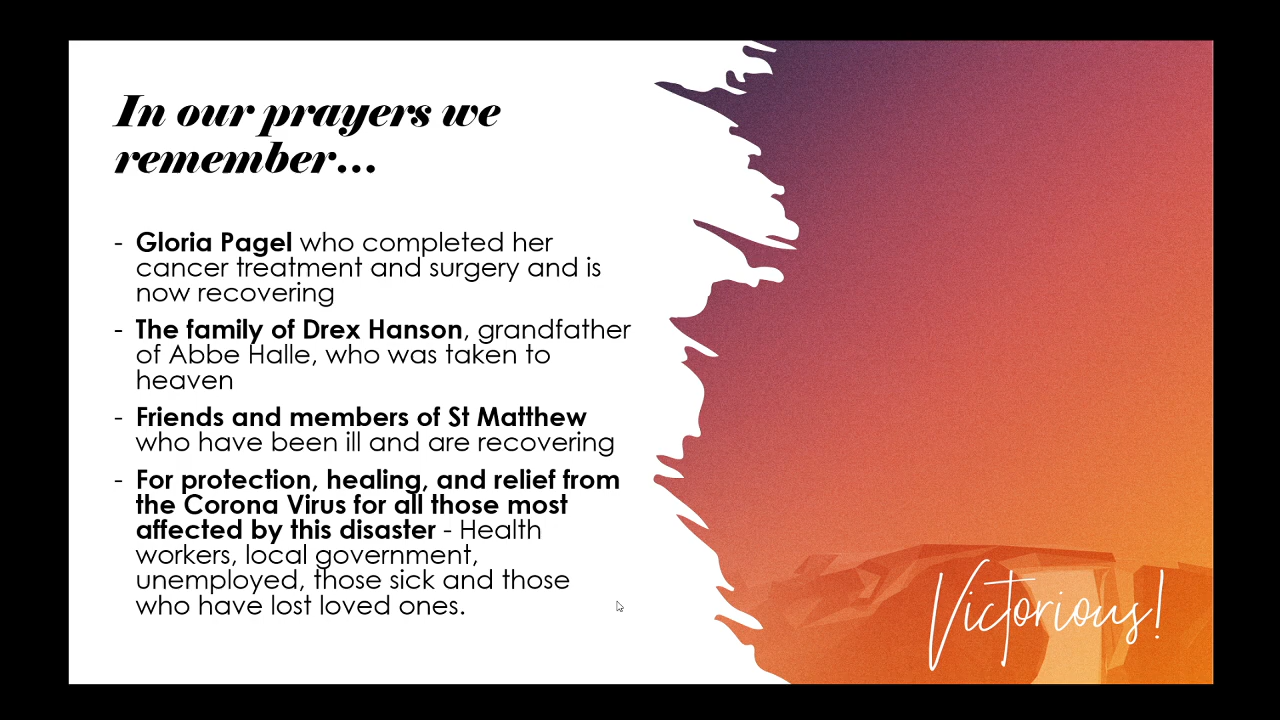 In our prayers we
remember...
- Gloria Pagel who completed her
cancer treatment and surgery and is
now recovering
- The family of Drex Hanson, grandfather
of Abbe Halle, who was taken to
heaven
- Friends and members of St Matthew
who have been ill and are recovering
- For protection, healing, and relief from
the Corona Virus for all those most
affected by this disaster - Health
workers, local government,
unemployed, those sick and those
who have lost loved ones.
Victorious!